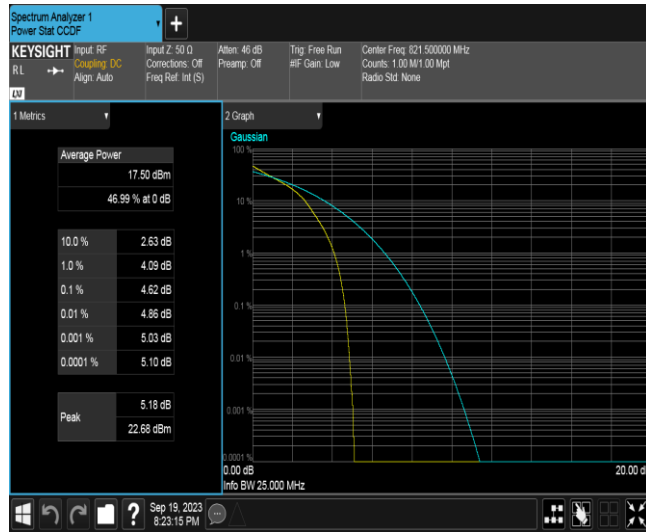 Spectrum Analyzer 1
Power Stat CCDF
KEYSIGHT
Input: RF
Coupling: DC
Align: Auto
Input Z: 50 Ω
Corrections: Off
Freq Ref: Int (S)
Atten: 46 dB
Preamp: Off
Trig: Free Run
#IF Gain: Low
Center Freq: 821.500000 MHz
Counts: 1.00 M/1.00 Mpt
Radio Std: None
R L
LXI
1 Metrics
Average Power
17.50 dBm
46.99 % at 0 dB
10.0 % 2.63 dB
1.0 % 4.09 dB
0.1 % 4.62 dB
0.01 % 4.86 dB
0.001 % 5.03 dB
0.0001 % 5.10 dB
Peak
5.18 dB
22.68 dBm
2 Graph
Gaussian
100 %
10 %
1 %
0.1 %
0.01 %
0.001 %
0.0001 %
0.00 dB
20.00 d
Info BW 25.000 MHz
?
Sep 19, 2023
8:23:15 PM